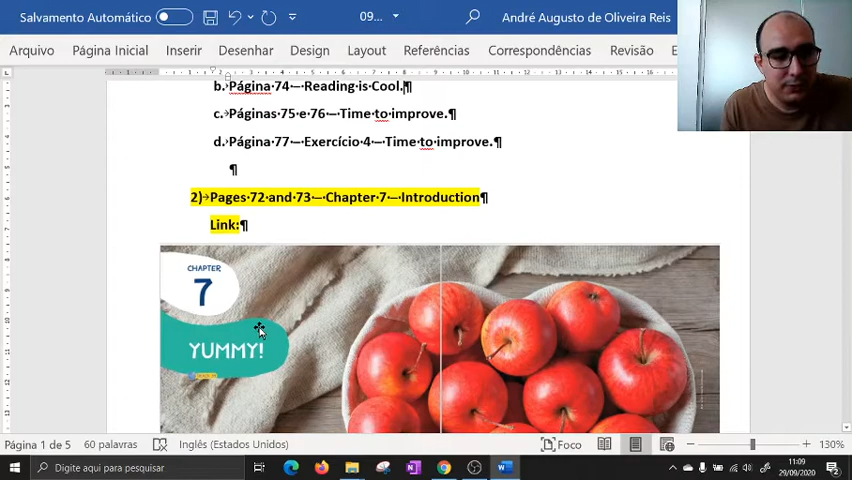 Salvamento Automático
09...
André Augusto de Oliveira Reis
Arquivo Página Inicial Inserir Desenhar Design Layout Referências Correspondências Revisão
b. Página 74 – Reading is Cool.¶
c. Páginas 75 e 76 – Time to improve.¶
d. Página 77 – Exercício 4 – Time to improve.¶
¶
2) Pages 72 and 73 – Chapter 7 – Introduction¶
Link:¶
CHAPTER
7
YUMMY!
Página 1 de 5 60 palavras Inglês (Estados Unidos) Foco 130%
Digite aqui para pesquisar
11:09
29/09/2020